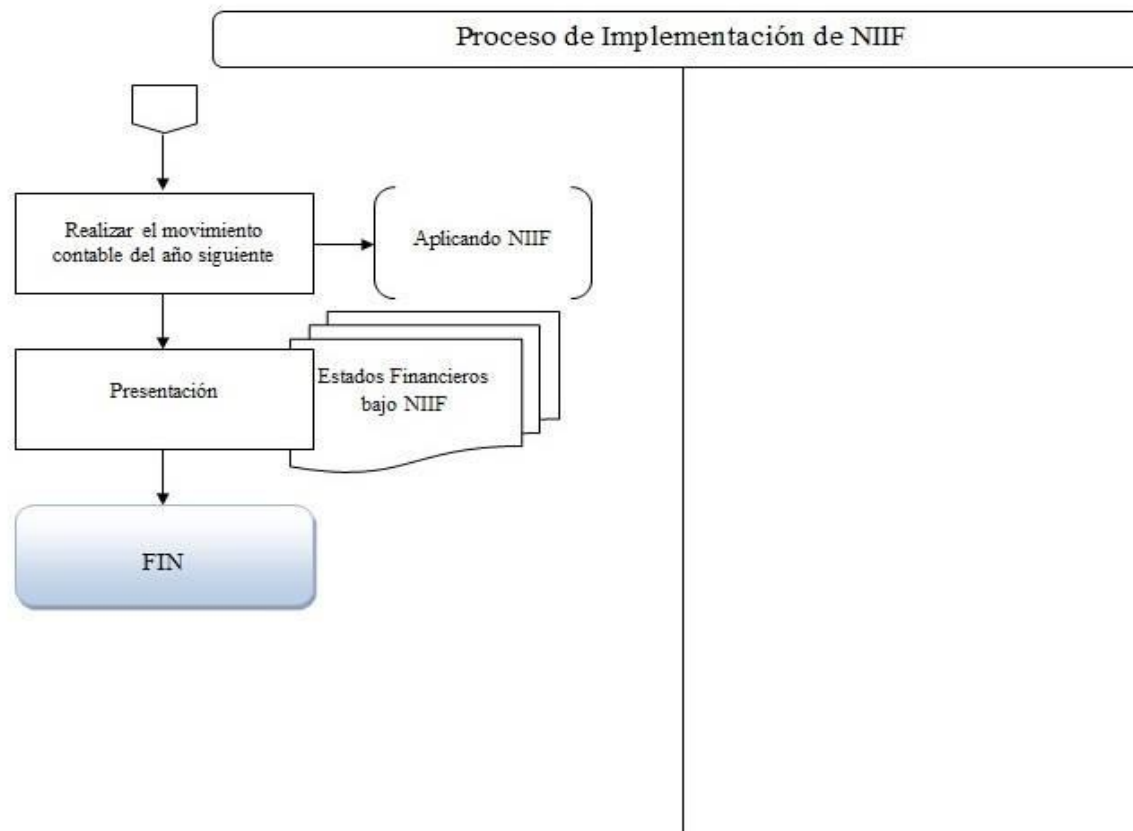 Proceso de Implementación de NIIF
Realizar el movimiento
contable del año siguiente
Aplicando NIIF
Presentación
Estados Financieros
bajo NIIF
FIN